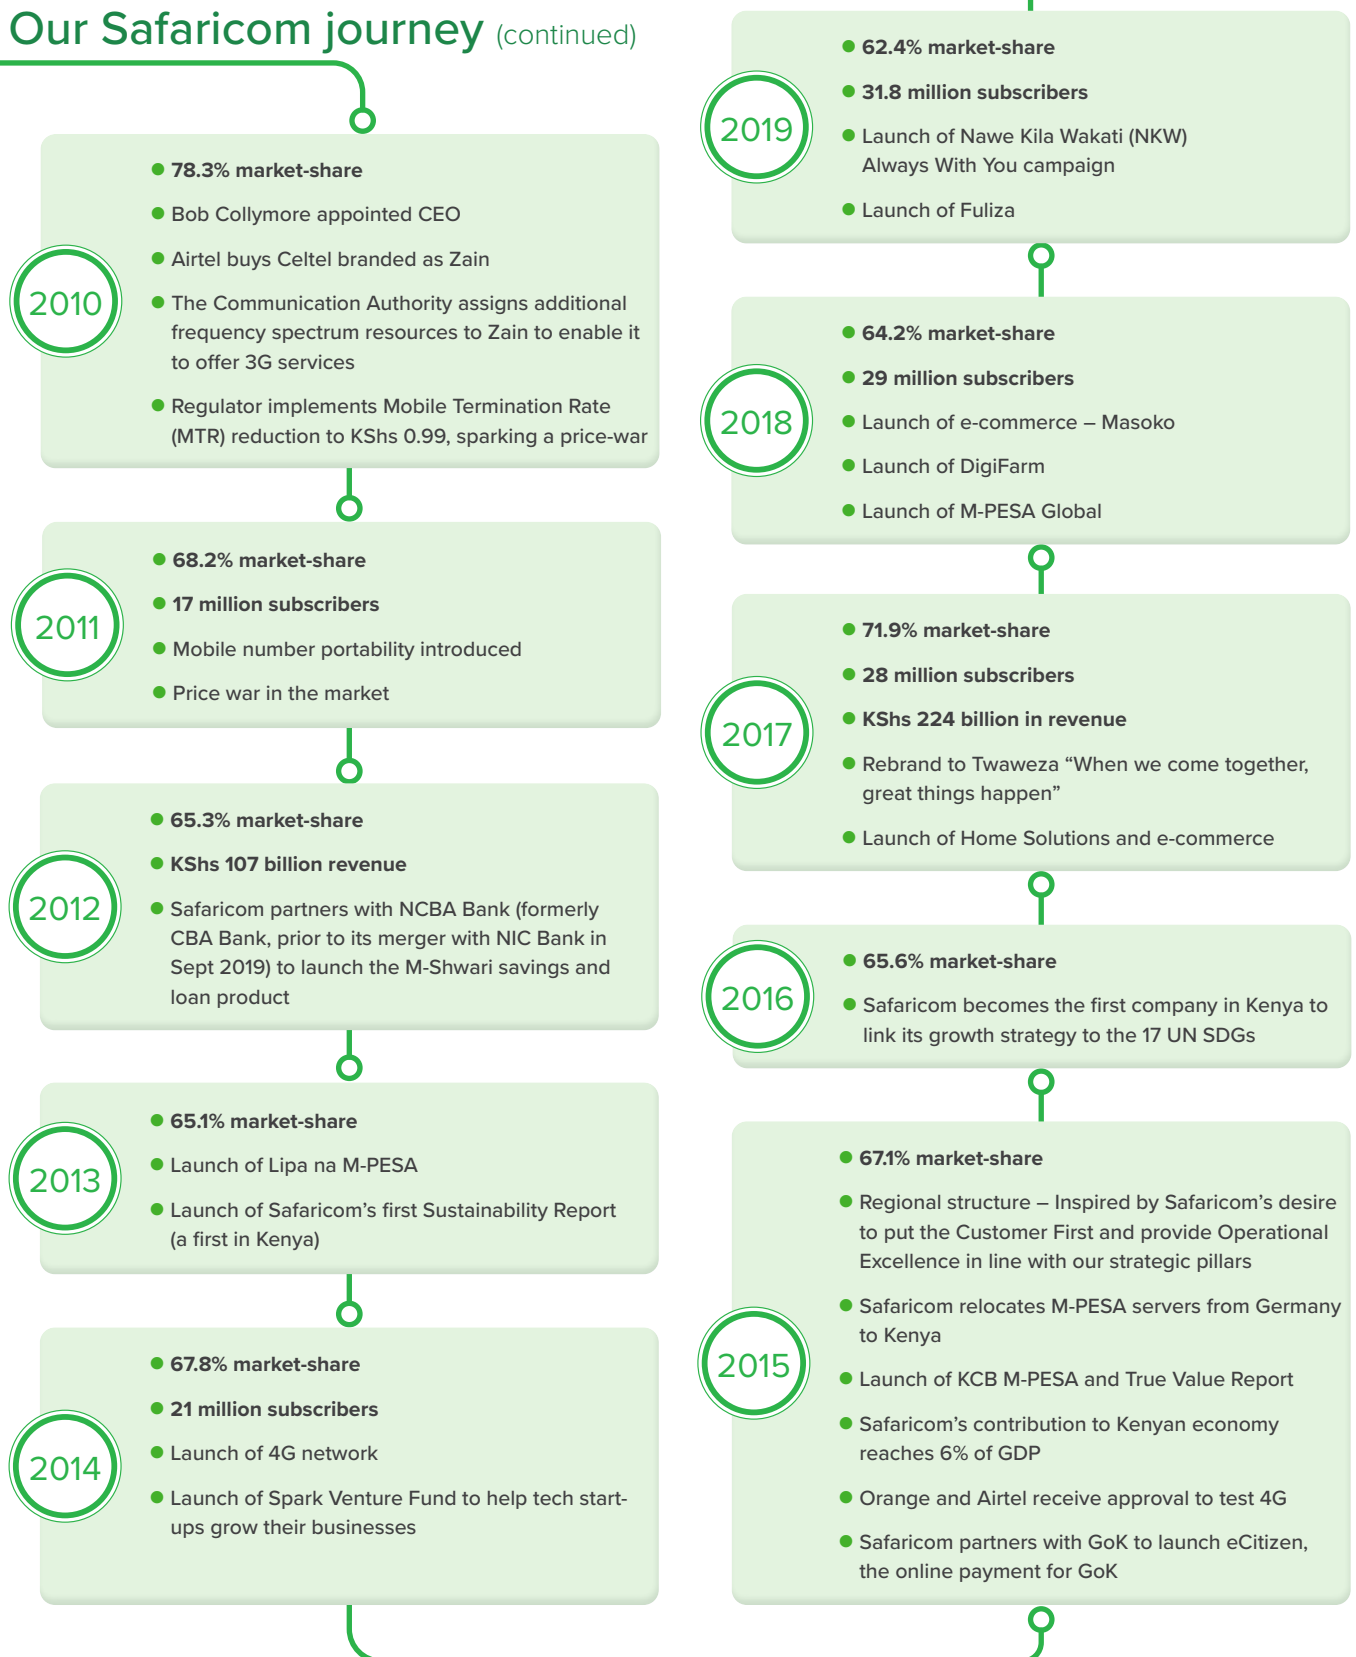 Our Safaricom journey (continued)
2010
78.3% market-share
Bob Collymore appointed CEO
Airtel buys Celtel branded as Zain
The Communication Authority assigns additional
frequency spectrum resources to Zain to enable it
to offer 3G services
Regulator implements Mobile Termination Rate
(MTR) reduction to KShs 0.99, sparking a price-war
2011
68.2% market-share
17 million subscribers
Mobile number portability introduced
Price war in the market
2012
65.3% market-share
KShs 107 billion revenue
Safaricom partners with NCBA Bank (formerly
CBA Bank, prior to its merger with NIC Bank in
Sept 2019) to launch the M-Shwari savings and
loan product
2013
65.1% market-share
Launch of Lipa na M-PESA
Launch of Safaricom's first Sustainability Report
(a first in Kenya)
2014
67.8% market-share
21 million subscribers
Launch of 4G network
Launch of Spark Venture Fund to help tech start-
ups grow their businesses
2019
62.4% market-share
31.8 million subscribers
Launch of Nawe Kila Wakati (NKW)
Always With You campaign
Launch of Fuliza
2018
64.2% market-share
29 million subscribers
Launch of e-commerce – Masoko
Launch of DigiFarm
Launch of M-PESA Global
2017
71.9% market-share
28 million subscribers
KShs 224 billion in revenue
Rebrand to Twaweza “When we come together,
great things happen”
Launch of Home Solutions and e-commerce
2016
65.6% market-share
Safaricom becomes the first company in Kenya to
link its growth strategy to the 17 UN SDGs
2015
67.1% market-share
Regional structure – Inspired by Safaricom’s desire
to put the Customer First and provide Operational
Excellence in line with our strategic pillars
Safaricom relocates M-PESA servers from Germany
to Kenya
Launch of KCB M-PESA and True Value Report
Safaricom’s contribution to Kenyan economy
reaches 6% of GDP
Orange and Airtel receive approval to test 4G
Safaricom partners with GoK to launch eCitizen,
the online payment for GoK